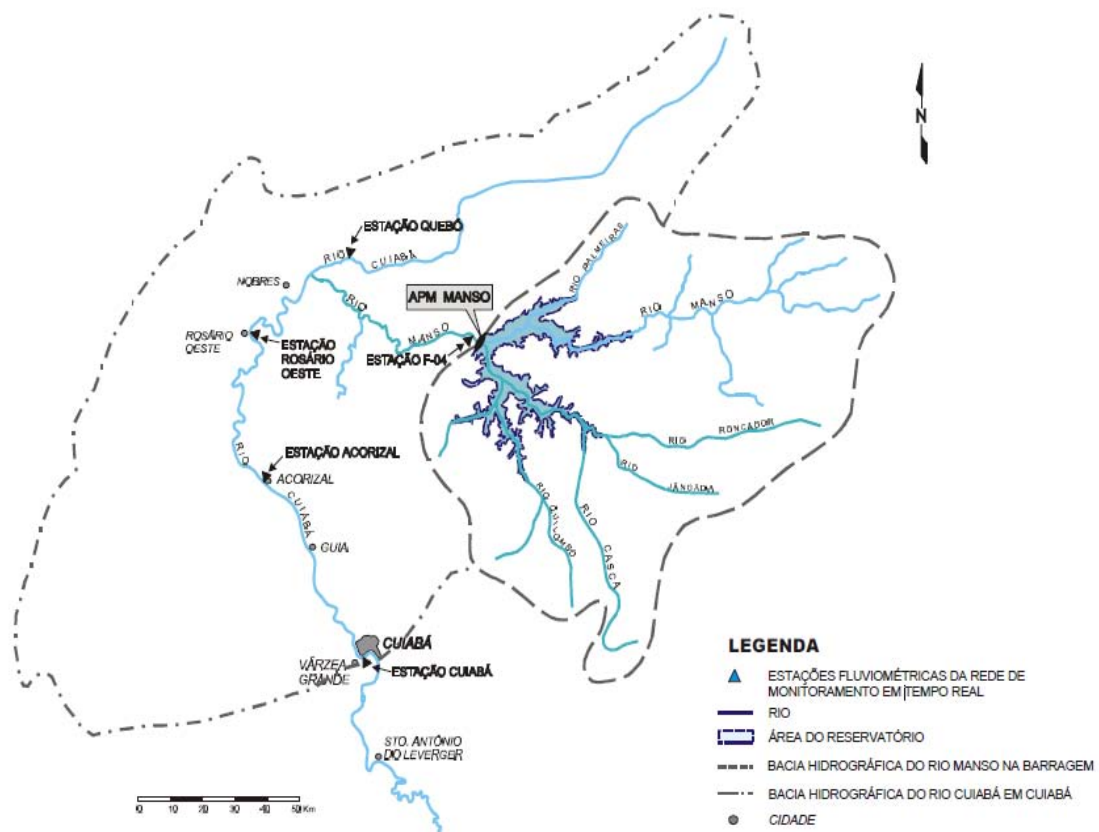 N
ESTAÇÃO QUEBÓ
RIO CUIABÁ
RIO PALMEIRAS
NOBRES
APM MANSO
RIO MANSO
RIO MANSO
ROSÁRIO
OESTE
ESTAÇÃO
ROSÁRIO
OESTE
ESTAÇÃO F-04
RIO RONCADOR
ESTAÇÃO ACORIZAL
RIO
ACORIZAL
RIO
CUIABÁ
RIO QUILOMBO
RIO CASCA
GUIA
CUIABÁ
VÁRZEA
GRANDE
ESTAÇÃO CUIABÁ
STO. ANTÔNIO
DO LEVERGER
LEGENDA
ESTAÇÕES FLUVIOMÉTRICAS DA REDE DE
MONITORAMENTO EM TEMPO REAL
RIO
ÁREA DO RESERVATÓRIO
BACIA HIDROGRÁFICA DO RIO MANSO NA BARRAGEM
BACIA HIDROGRÁFICA DO RIO CUIABÁ EM CUIABÁ
CIDADE
10 0 10 20 30 40 50 Km